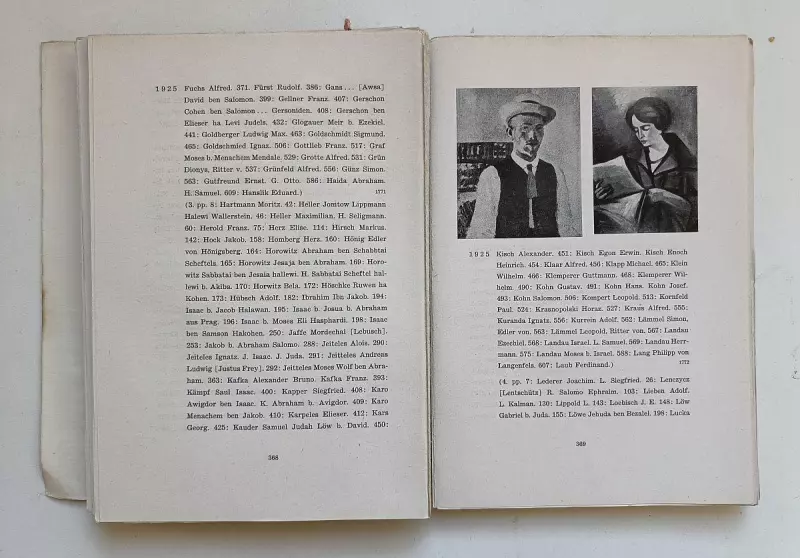 1925 Fuchs Alfred. 371. Fürst Rudolf. 386: Gans... [Awsa]
David ben Salomon. 399: Gellner Franz. 407: Gerschon
Cohen ben Salomon... Gersoniden. 408: Gerschon ben
Elieser ha Levi Judels. 432: Glogauer Meir b. Ezekiel.
441: Goldberger Ludwig Max. 463: Goldschmidt Sigmund.
465: Goldschmied Ignaz. 506: Gottlieb Franz. 517: Graf
Moses b. Menachem Mendale. 529: Grotte Alfred. 531: Grün
Dionys, Ritter v. 537: Grünfeld Alfred. 556: Günz Simon.
563: Gutfreund Ernst. G. Otto. 586: Haida Abraham.
H. Samuel. 609: Hanslik Eduard.) 1771
(3. pp. 8: Hartmann Moritz. 42: Heller Jomtow Lippmann
Halewi Wallerstein. 46: Heller Maximilian. H. Seligmann.
60: Herold Franz. 75: Herz Elise. 114: Hirsch Markus.
142: Hock Jakob. 158: Homberg Herz. 160: Hönig Edler
von Hönigsberg. 164: Horowitz Abraham ben Schabbtai
Scheftels. 165: Horowitz Jesaja ben Abraham. 169: Horo-
witz Sabbatai ben Jesaia hallewi. H. Sabbatai Scheftel hal-
lewi b. Akiba. 170: Horwitz Bela. 172: Höschke Ruwen ha
Kohen. 173: Hübsch Adolf. 182: Ibrahim Ibn Jakob. 194:
Isaac b. Jacob Halawan. 195: Isaac b. Josua b. Abraham
aus Prag. 196: Isaac b. Moses Eli Hasphardi. 198: Isaac
ben Samson Hakohen. 250: Jaffe Mordechai [Lebusch].
253: Jakob b. Abraham Salomo. 288: Jeiteles Alois. 290:
Jeiteles Ignatz. J. Isaac. J. Juda. 291: Jeitteles Andreas
Ludwig [Justus Frey]. 292: Jeitteles Moses Wolf ben Abra-
ham. 363: Kafka Alexander Bruno. Kafka Franz. 393:
Kämpf Saul Isaac. 400: Kapper Siegfried. 408: Karo
Awigdor ben Isaac. K. Abraham b. Avigdor. 409: Karo
Menachem ben Jakob. 410: Karpeles Elieser. 412: Kara
Georg. 425: Kauder Samuel Judah Löw b. David. 450:
368
1925 Kisch Alexander. 451: Kisch Egon Erwin. Kisch Enoch
Heinrich. 454: Klaar Alfred. 456: Klapp Michael. 465: Klein
Wilhelm. 466: Klemperer Guttmann. 468: Klemperer Wil-
helm. 490: Kohn Gustav. 491: Kohn Hans. Kohn Josef.
493: Kohn Salomon. 506: Kompert Leopold. 513: Kornfeld
Paul. 524: Krasnopolski Horaz. 527: Kraus Alfred. 555:
Kuranda Ignatz. 556: Kurrein Adolf. 562: Lämmel Simon,
Edler von. 563: Lämmel Leopold, Ritter von. 567: Landau
Ezechiel. 568: Landau Israel. L. Samuel. 569: Landau Herr-
mann. 575: Landau Moses b. Israel. 588: Lang Philipp von
Langenfels. 607: Laub Ferdinand.) 1772
(4. pp. 7: Lederer Joachim. L. Siegfried. 26: Lenczycz
[Lentschütz] R. Salomo Ephraim. 103: Lieben Adolf.
L. Kalman. 130: Lippold L. 143: Loebisch J. E. 148: Löw
Gabriel b. Juda. 155: Löwe Jehuda ben Bezalel. 198: Lucka
369